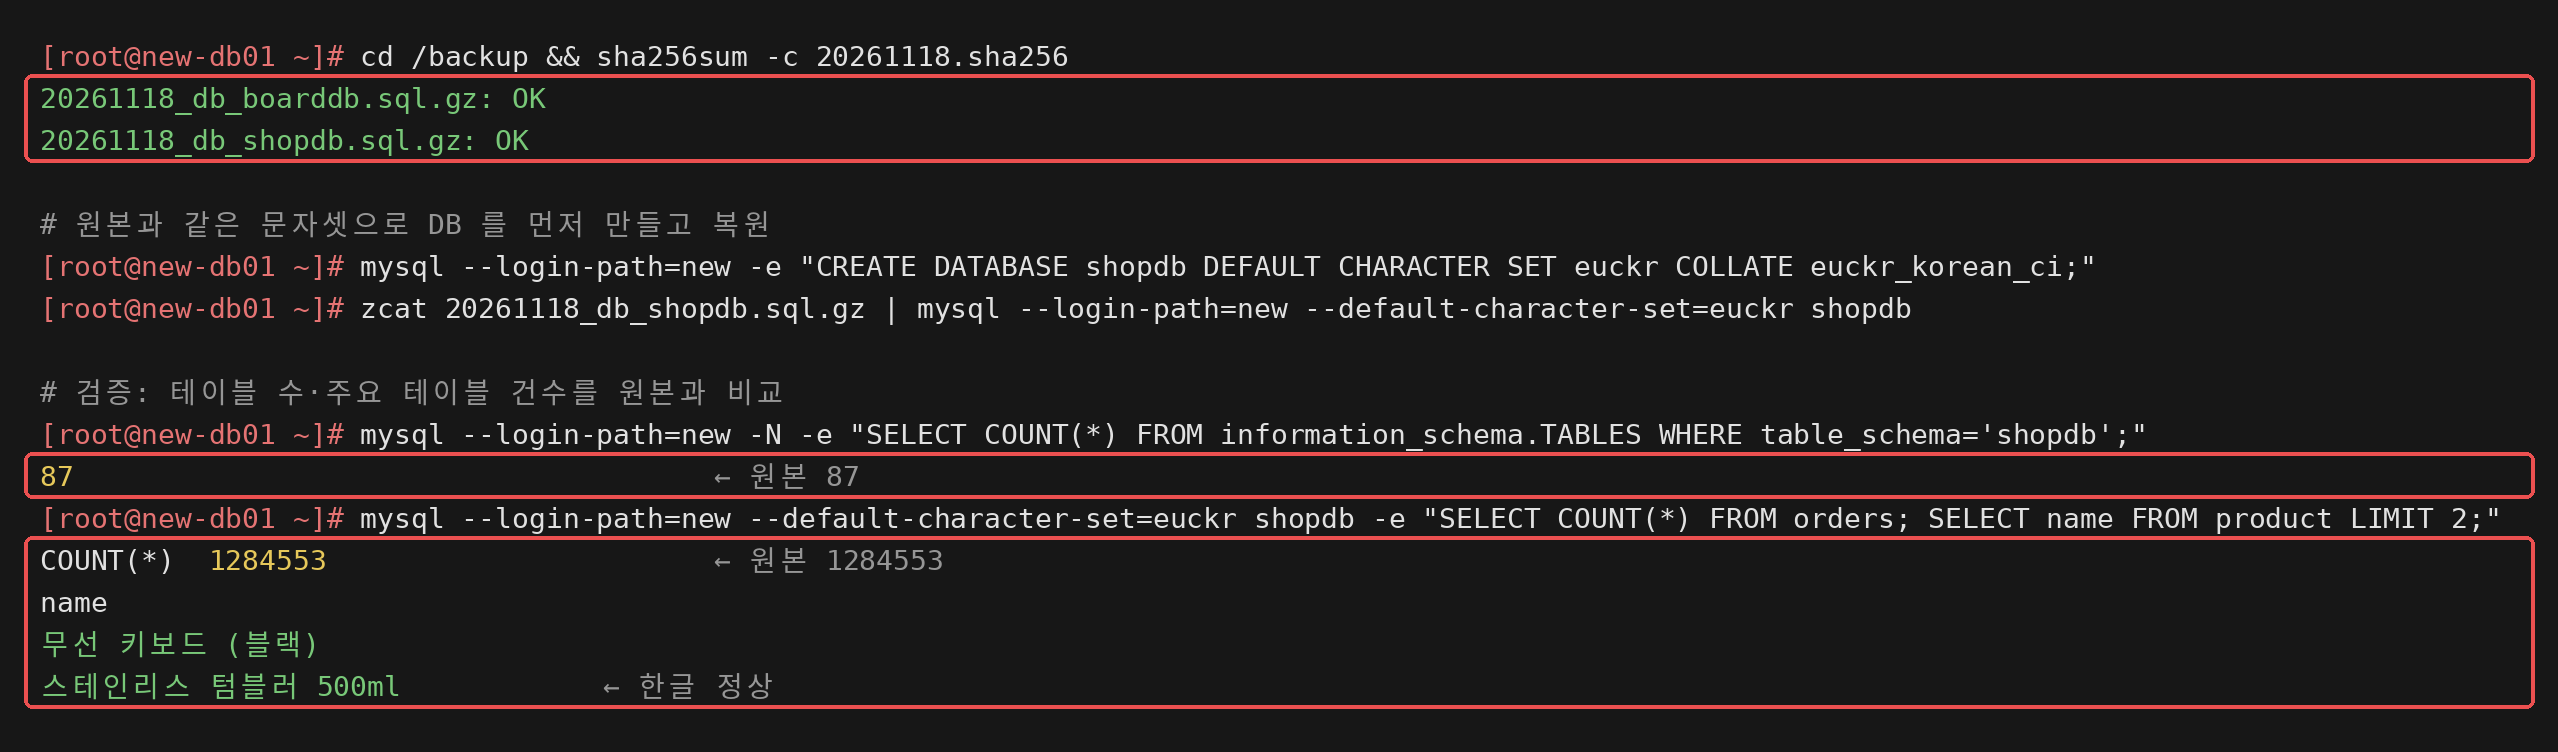 [root@new-db01 ~]# cd /backup && sha256sum -c 20261118.sha256
20261118_db_boarddb.sql.gz: OK
20261118_db_shopdb.sql.gz: OK
# 원본과 같은 문자셋으로 DB 를 먼저 만들고 복원
[root@new-db01 ~]# mysql --login-path=new -e "CREATE DATABASE shopdb DEFAULT CHARACTER SET euckr COLLATE euckr_korean_ci;"
[root@new-db01 ~]# zcat 20261118_db_shopdb.sql.gz | mysql --login-path=new --default-character-set=euckr shopdb
# 검증: 테이블 수·주요 테이블 건수를 원본과 비교
[root@new-db01 ~]# mysql --login-path=new -N -e "SELECT COUNT(*) FROM information_schema.TABLES WHERE table_schema='shopdb';"
87 ← 원본 87
[root@new-db01 ~]# mysql --login-path=new --default-character-set=euckr shopdb -e "SELECT COUNT(*) FROM orders; SELECT name FROM product LIMIT 2;"
COUNT(*) 1284553 ← 원본 1284553
name
무선 키보드 (블랙)
스테인리스 텀블러 500ml ← 한글 정상